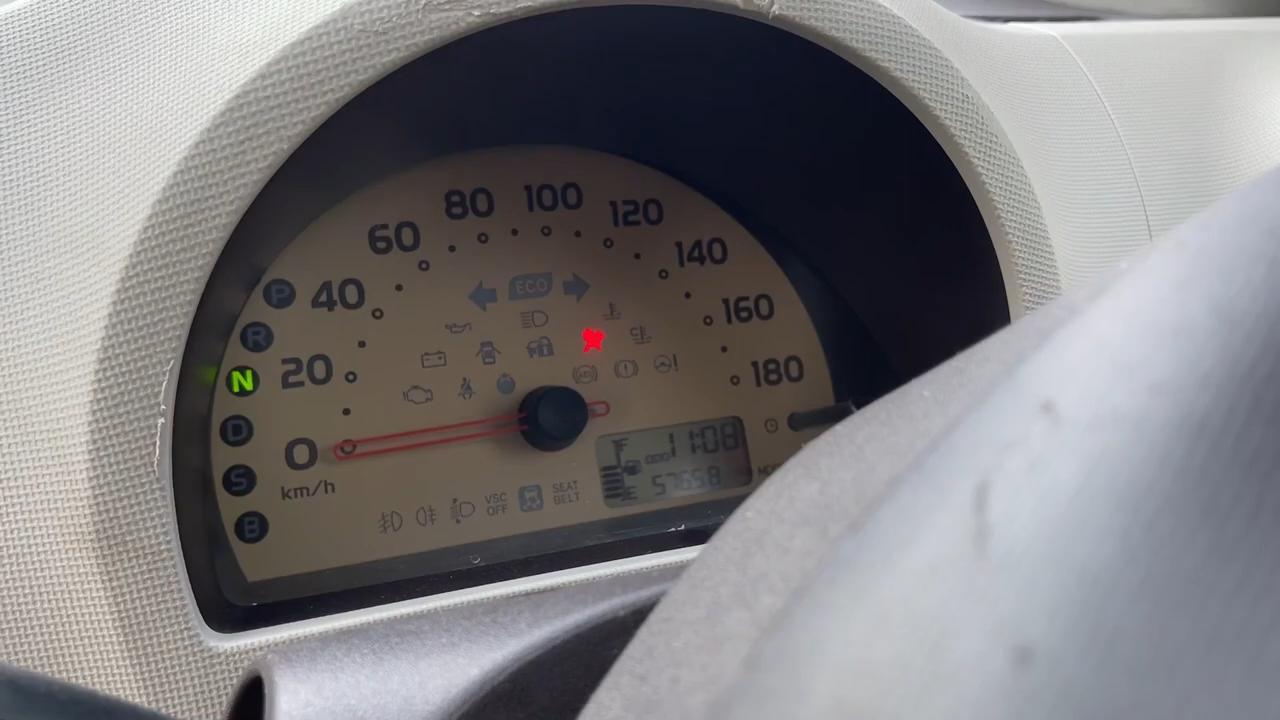 80 100 120
60 140
40 160
20 180
0
km/h
P
R
N
D
S
B
ECO
ABS
11:08
57658
F
E
VSC
OFF
SEAT
BELT